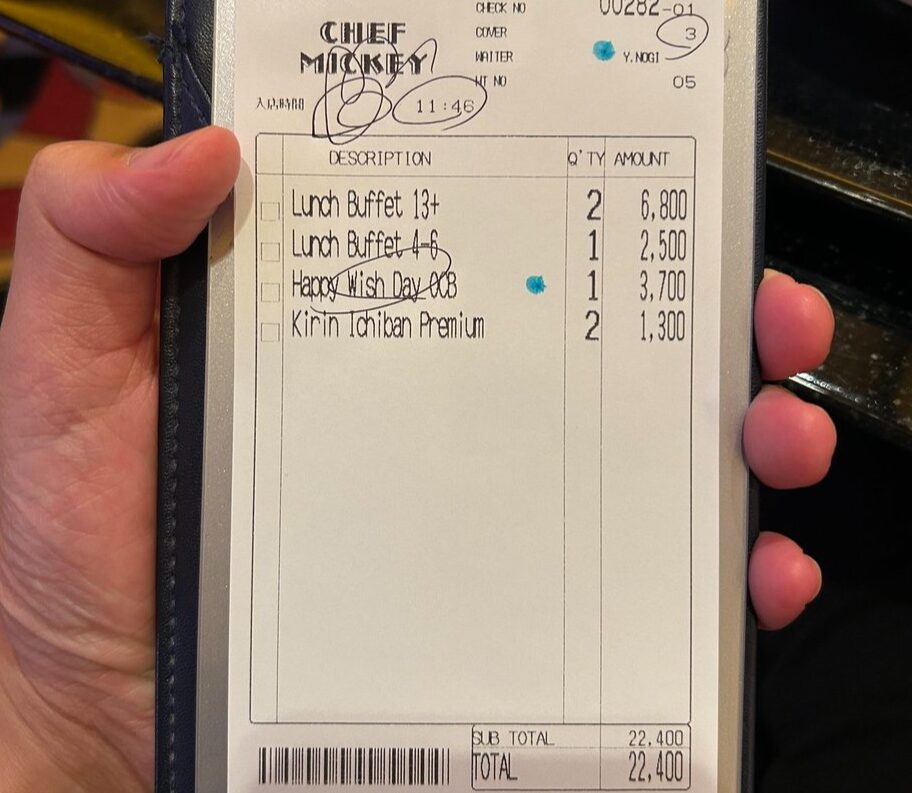 CHECK NO 00282-01
CHEF
MICKEY
COVER 3
WAITER Y.NOGI
HT NO 05
入店時間 11:46
DESCRIPTION Q'TY AMOUNT
Lunch Buffet 13+ 2 6,800
Lunch Buffet 4-6 1 2,500
Happy Wish Day OCB 1 3,700
Kirin Ichiban Premium 2 1,300
SUB TOTAL 22,400
TOTAL 22,400